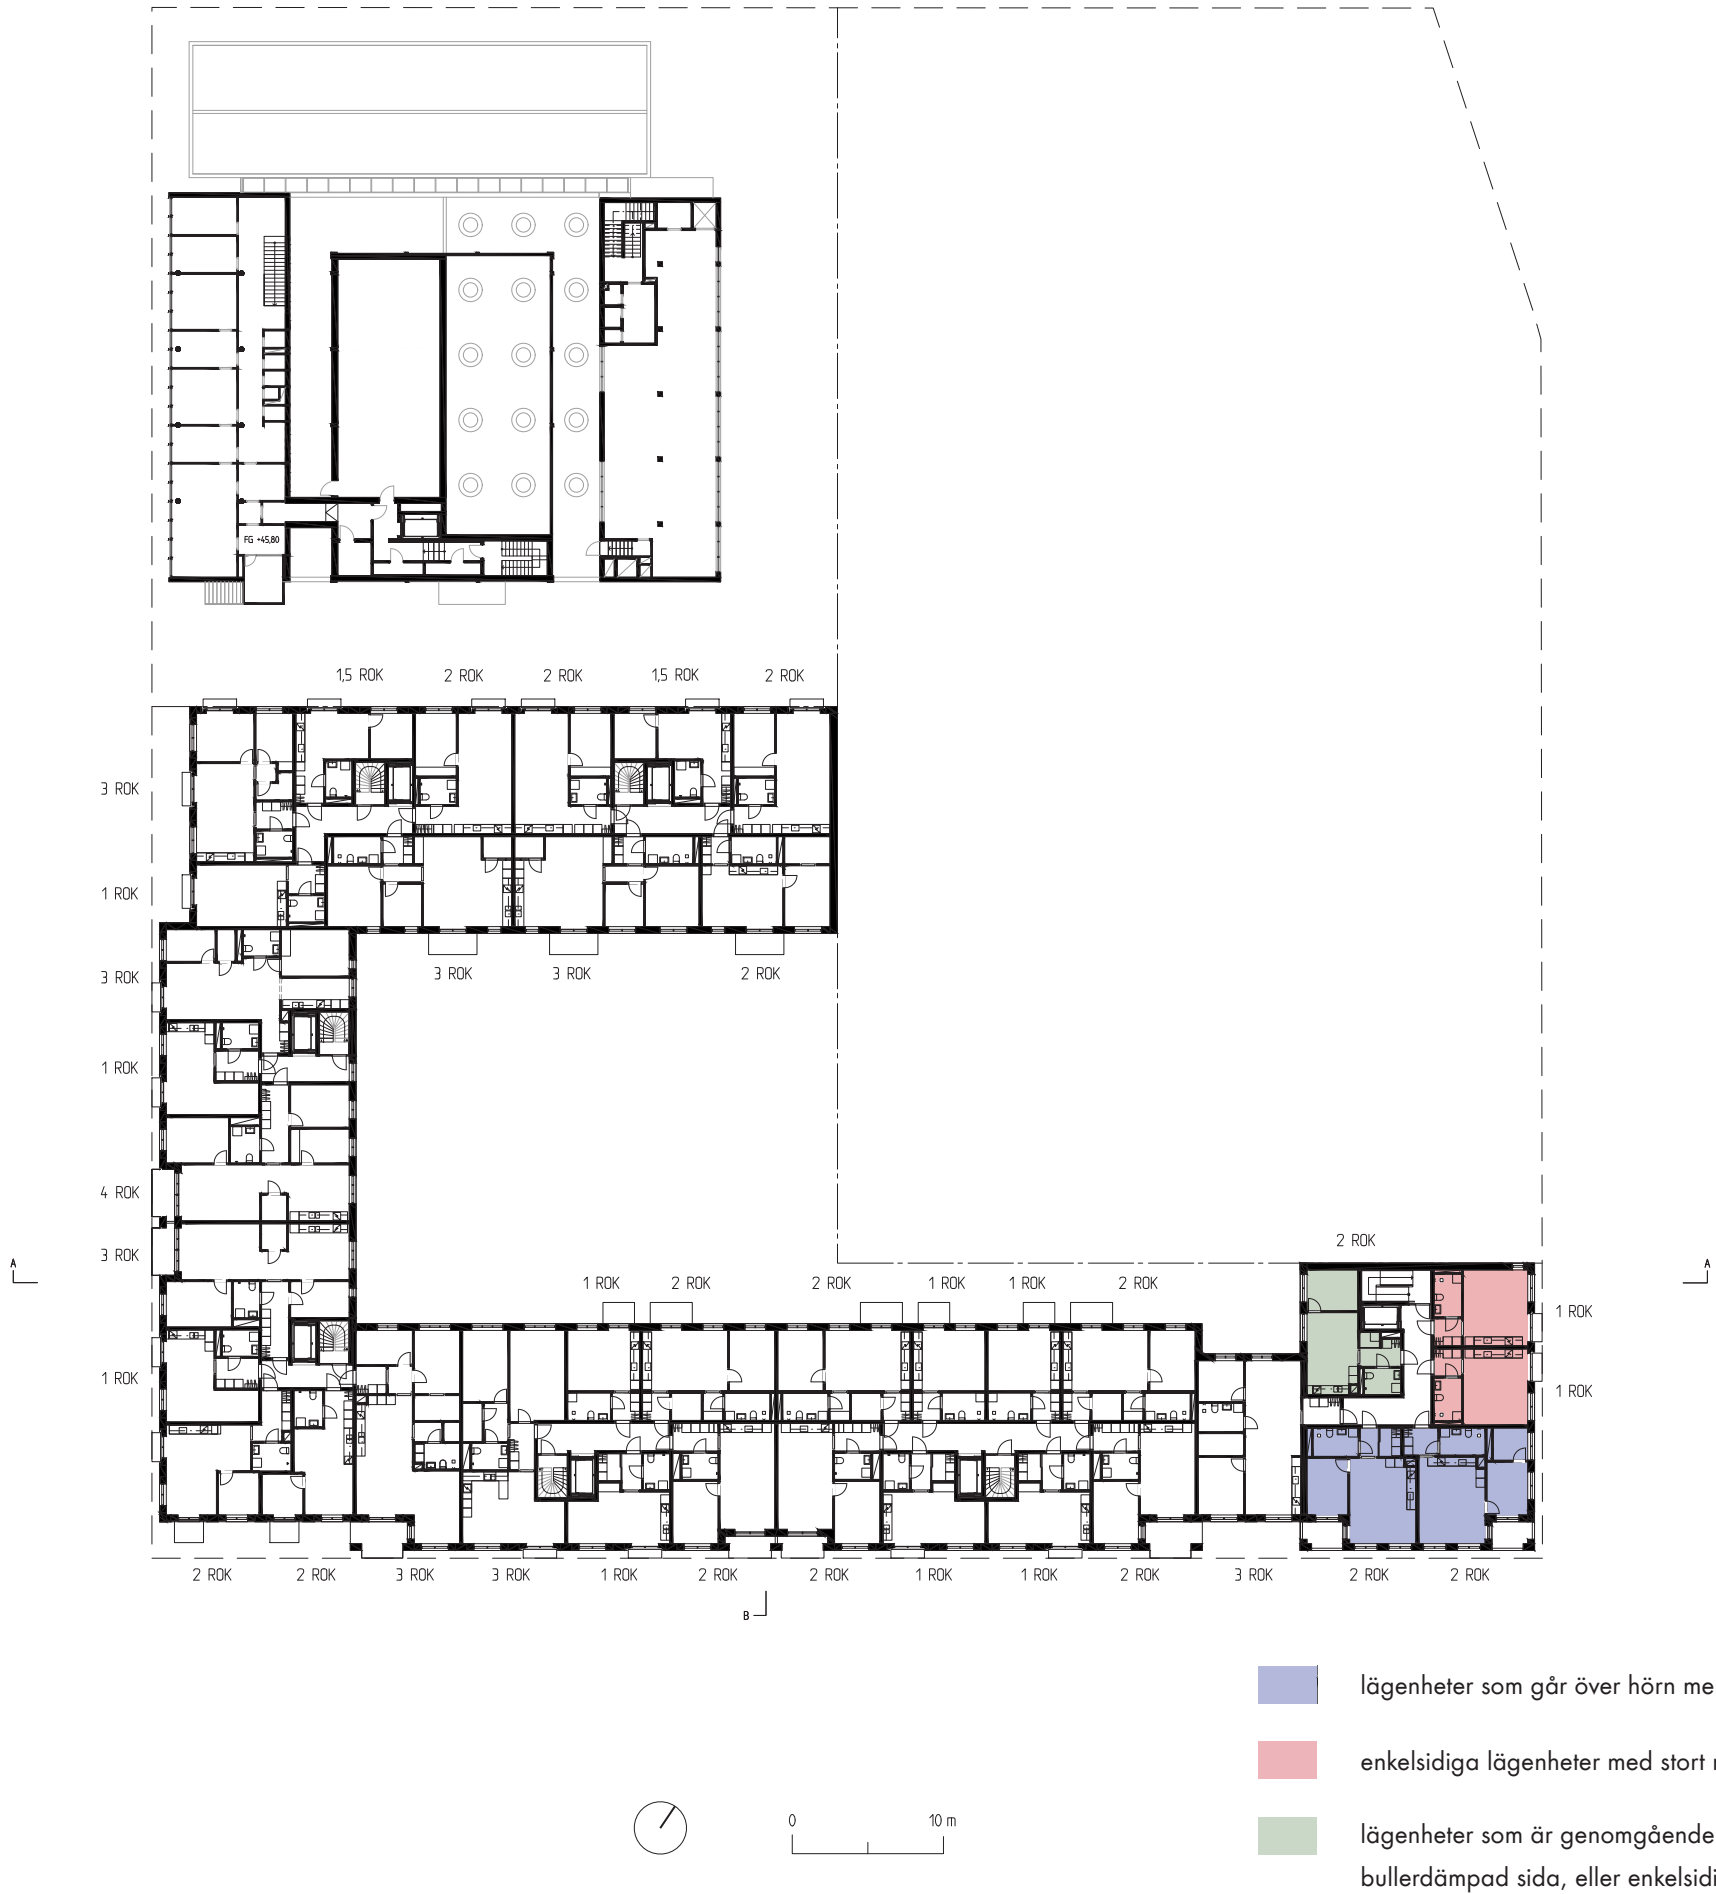 FG +45,80
1,5 ROK 2 ROK 2 ROK 1,5 ROK 2 ROK
3 ROK
1 ROK
3 ROK
3 ROK 3 ROK 2 ROK
1 ROK
4 ROK
3 ROK
2 ROK
A A
1 ROK 2 ROK 2 ROK 1 ROK 1 ROK 2 ROK
1 ROK
1 ROK
1 ROK
2 ROK 2 ROK 3 ROK 3 ROK 1 ROK 2 ROK 2 ROK 1 ROK 1 ROK 2 ROK 3 ROK 2 ROK 2 ROK
B
lägenheter som går över hörn me
enkelsidiga lägenheter med stort
0 10 m
lägenheter som är genomgående
bullerdämpad sida, eller enkelsidi